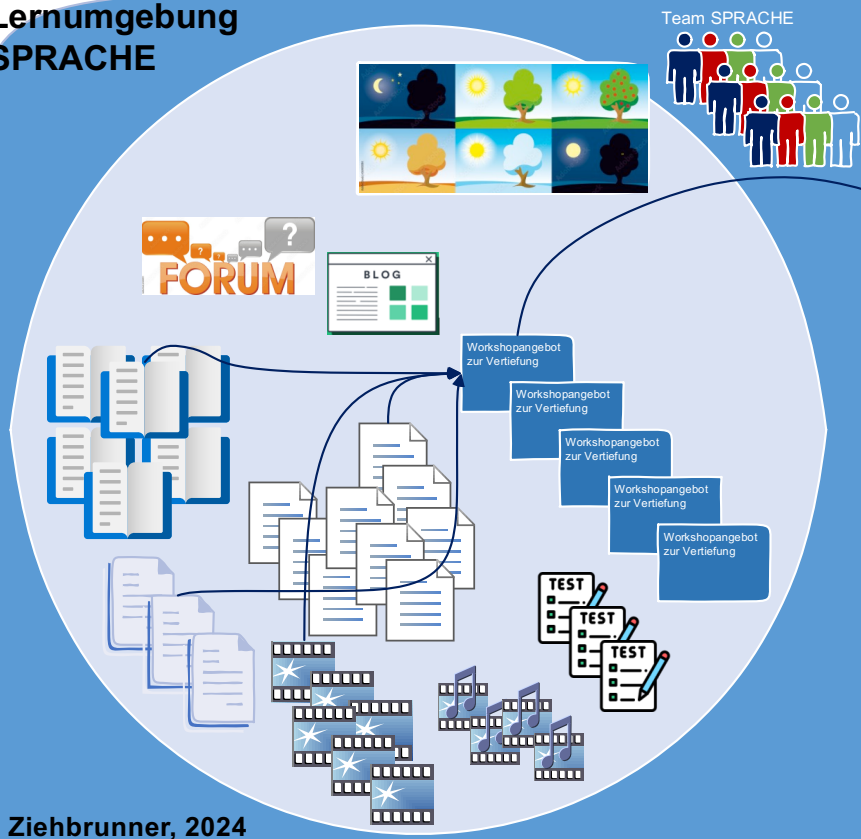 Lernumgebung
SPRACHE
Team SPRACHE
?
?
?
FORUM
BLOG
Workshopangebot
zur Vertiefung
Workshopangebot
zur Vertiefung
Workshopangebot
zur Vertiefung
Workshopangebot
zur Vertiefung
Workshopangebot
zur Vertiefung
TEST
TEST
TEST
Ziehbrunner, 2024